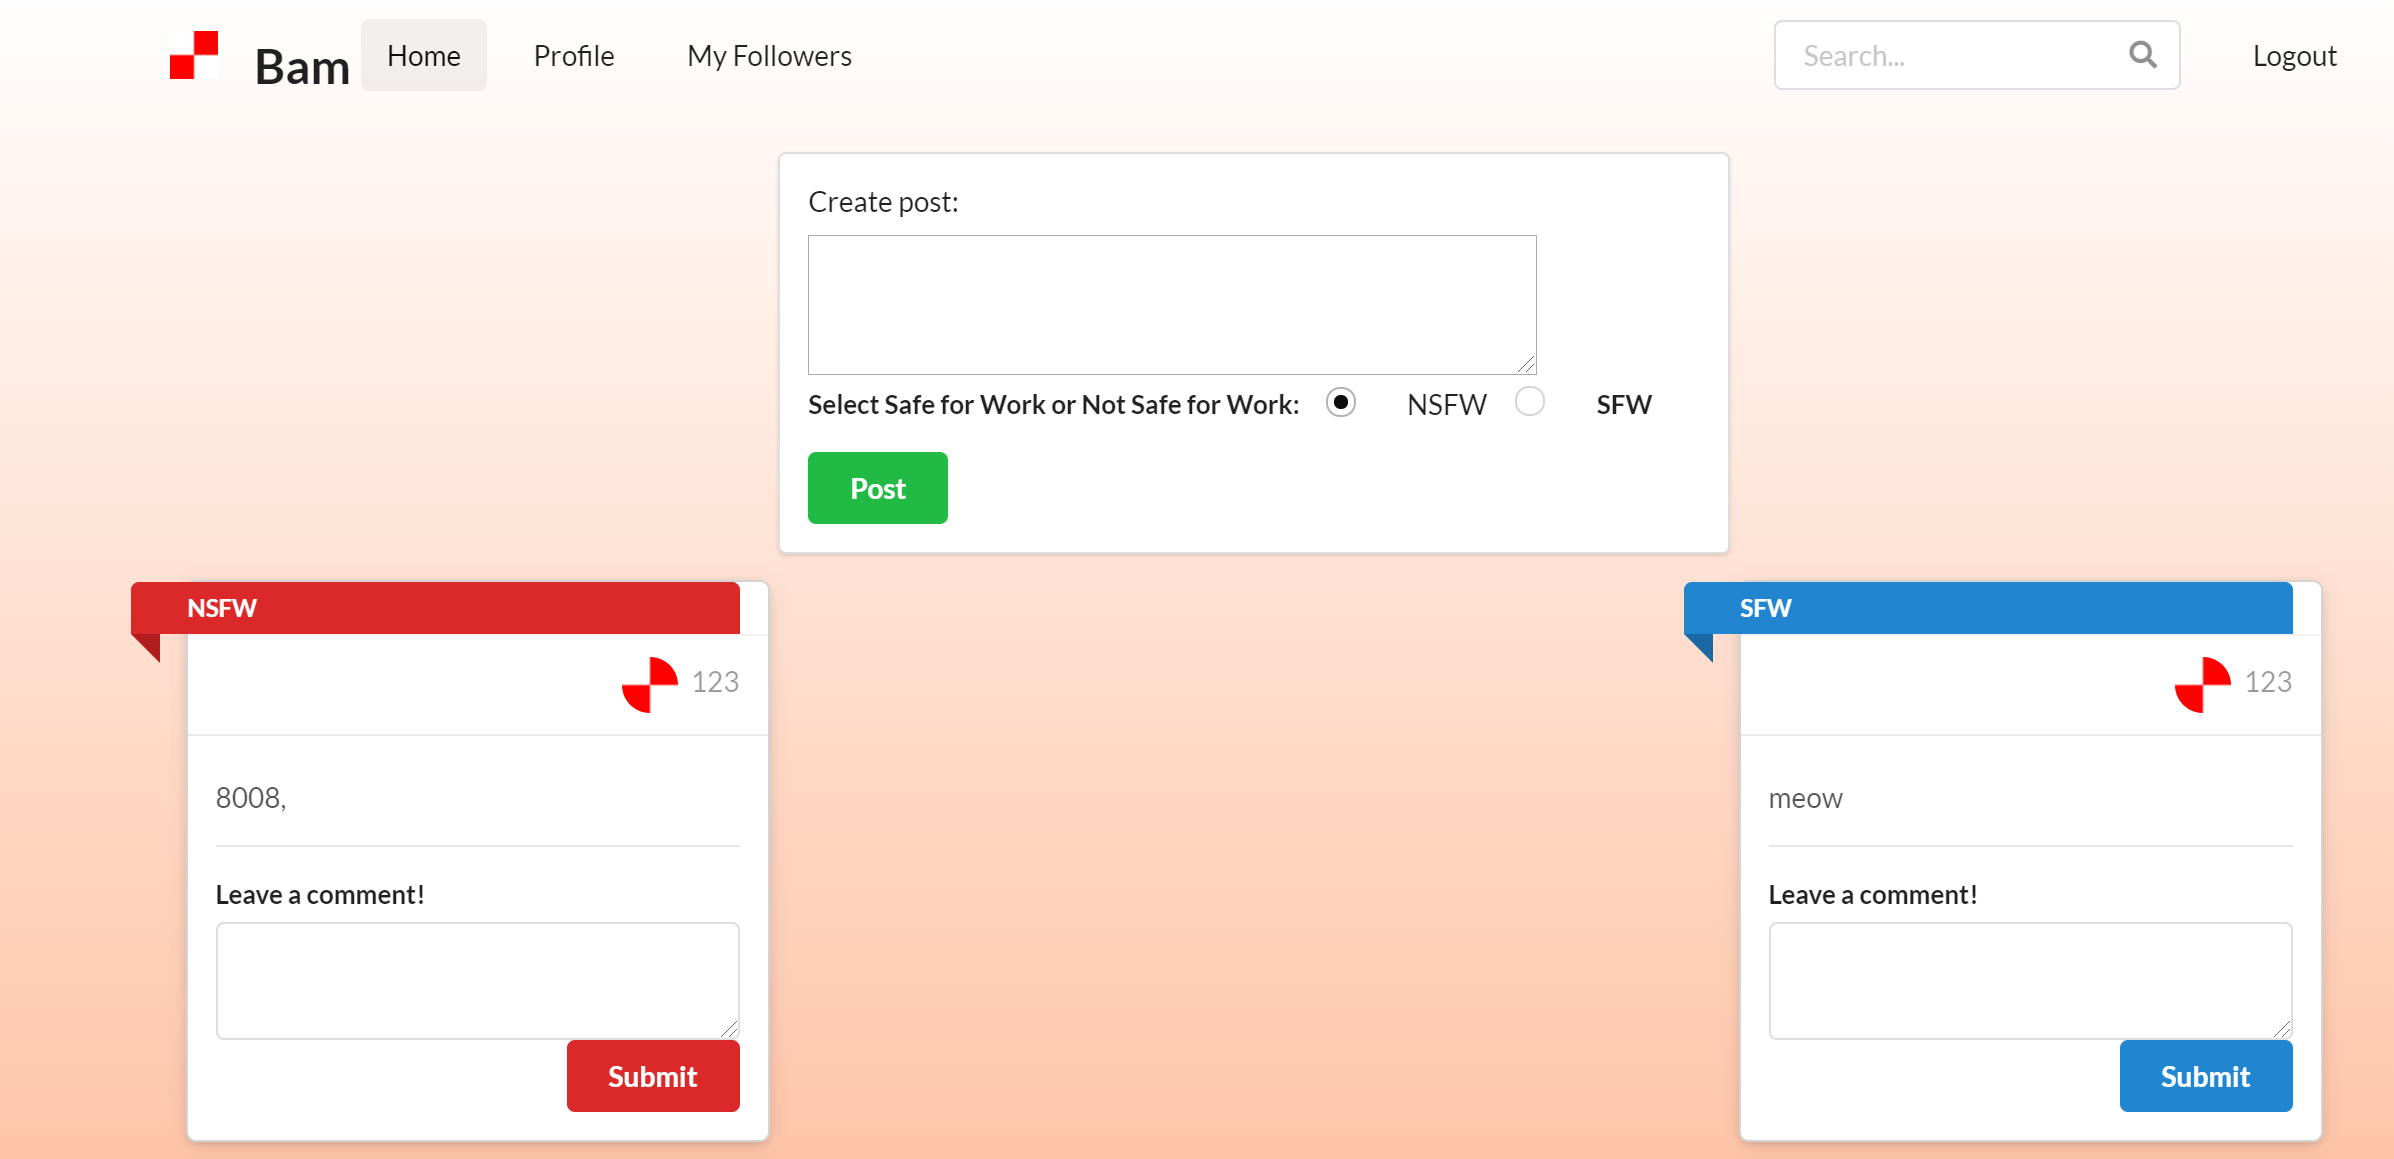 Bam Home Profile My Followers Search... Logout
Create post:
Select Safe for Work or Not Safe for Work: NSFW SFW
Post
NSFW
123
8008,
Leave a comment!
Submit
SFW
123
meow
Leave a comment!
Submit